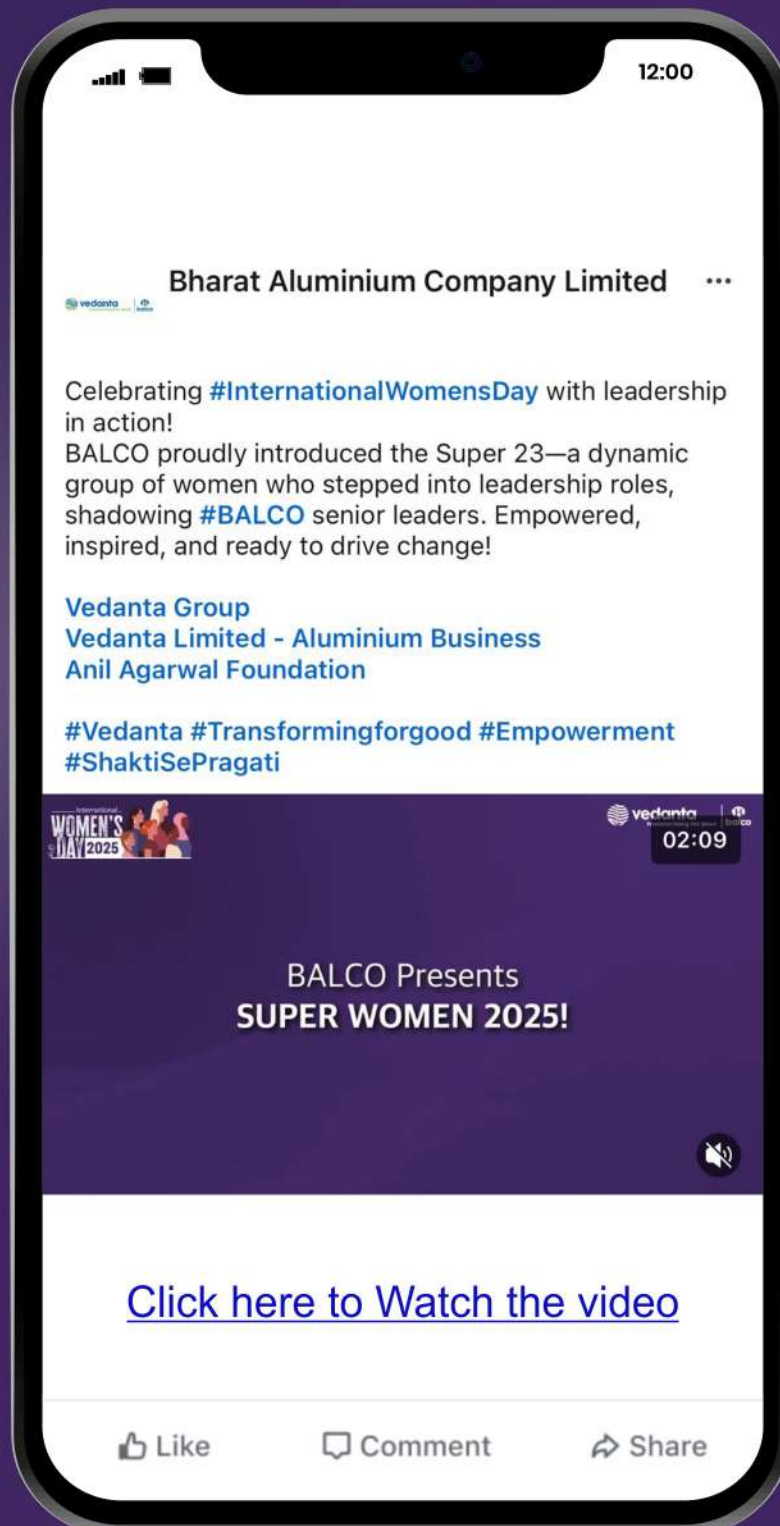 12:00
Bharat Aluminium Company Limited
vedanta
balco
Celebrating #InternationalWomensDay with leadership
in action!
BALCO proudly introduced the Super 23—a dynamic
group of women who stepped into leadership roles,
shadowing #BALCO senior leaders. Empowered,
inspired, and ready to drive change!
Vedanta Group
Vedanta Limited - Aluminium Business
Anil Agarwal Foundation
#Vedanta #Transformingforgood #Empowerment
#ShaktiSePragati
International
WOMEN'S
DAY 2025
vedanta
balco
02:09
BALCO Presents
SUPER WOMEN 2025!
Click here to Watch the video
Like Comment Share